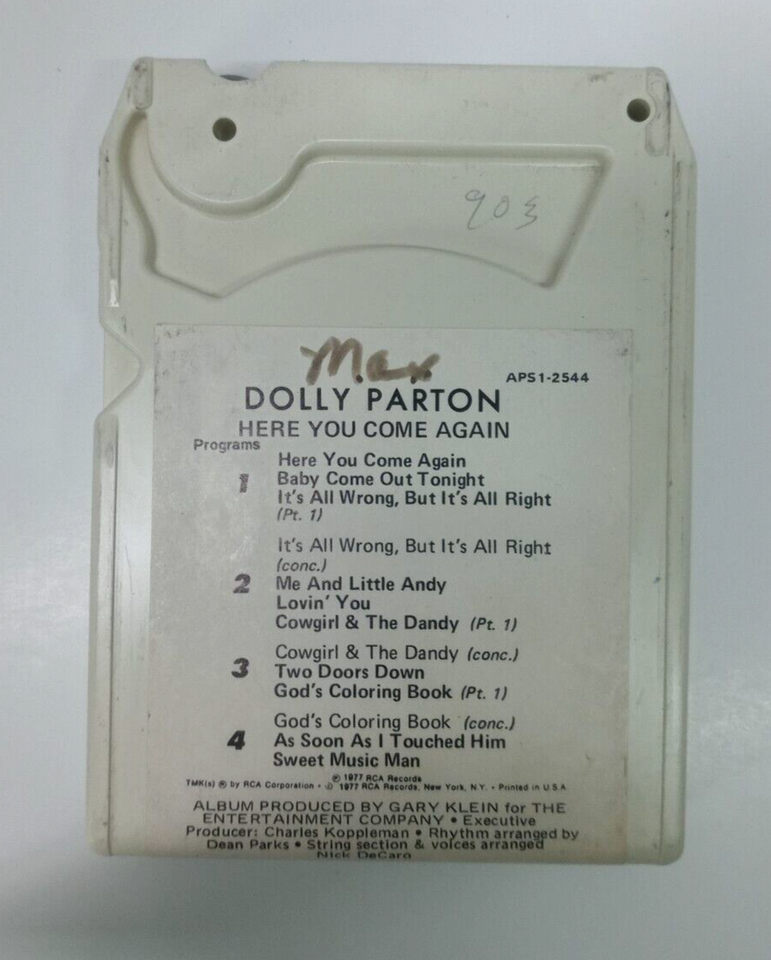 903
Mar
APS1-2544
DOLLY PARTON
HERE YOU COME AGAIN
Programs
1
Here You Come Again
Baby Come Out Tonight
It's All Wrong, But It's All Right
(Pt. 1)
2
It's All Wrong, But It's All Right
(conc.)
Me And Little Andy
Lovin' You
Cowgirl & The Dandy (Pt. 1)
3
Cowgirl & The Dandy (conc.)
Two Doors Down
God's Coloring Book (Pt. 1)
4
God's Coloring Book (conc.)
As Soon As I Touched Him
Sweet Music Man
℗ 1977 RCA Records
TMK(s) ® by RCA Corporation • © 1977 RCA Records, New York, N.Y. • Printed in U.S.A.
ALBUM PRODUCED BY GARY KLEIN for THE
ENTERTAINMENT COMPANY • Executive
Producer: Charles Koppleman • Rhythm arranged by
Dean Parks • String section & voices arranged
Nick DeCaro